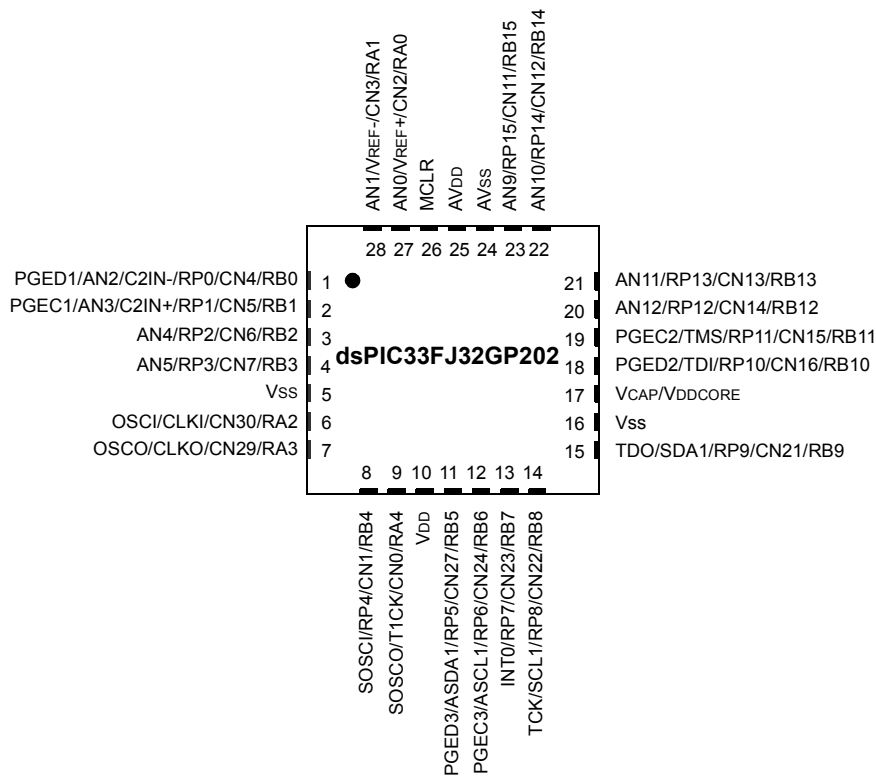 AN1/VREF-/CN3/RA1
AN0/VREF+/CN2/RA0
MCLR
AVDD
AVSS
AN9/RP15/CN11/RB15
AN10/RP14/CN12/RB14
28 27 26 25 24 23 22
PGED1/AN2/C2IN-/RP0/CN4/RB0 1
PGEC1/AN3/C2IN+/RP1/CN5/RB1 2
AN4/RP2/CN6/RB2 3
AN5/RP3/CN7/RB3 4
VSS 5
OSCI/CLKI/CN30/RA2 6
OSCO/CLKO/CN29/RA3 7
dsPIC33FJ32GP202
21 AN11/RP13/CN13/RB13
20 AN12/RP12/CN14/RB12
19 PGEC2/TMS/RP11/CN15/RB11
18 PGED2/TDI/RP10/CN16/RB10
17 VCAP/VDDCORE
16 Vss
15 TDO/SDA1/RP9/CN21/RB9
8 9 10 11 12 13 14
SOSCI/RP4/CN1/RB4
SOSCO/T1CK/CN0/RA4
VDD
PGED3/ASDA1/RP5/CN27/RB5
PGEC3/ASCL1/RP6/CN24/RB6
INT0/RP7/CN23/RB7
TCK/SCL1/RP8/CN22/RB8